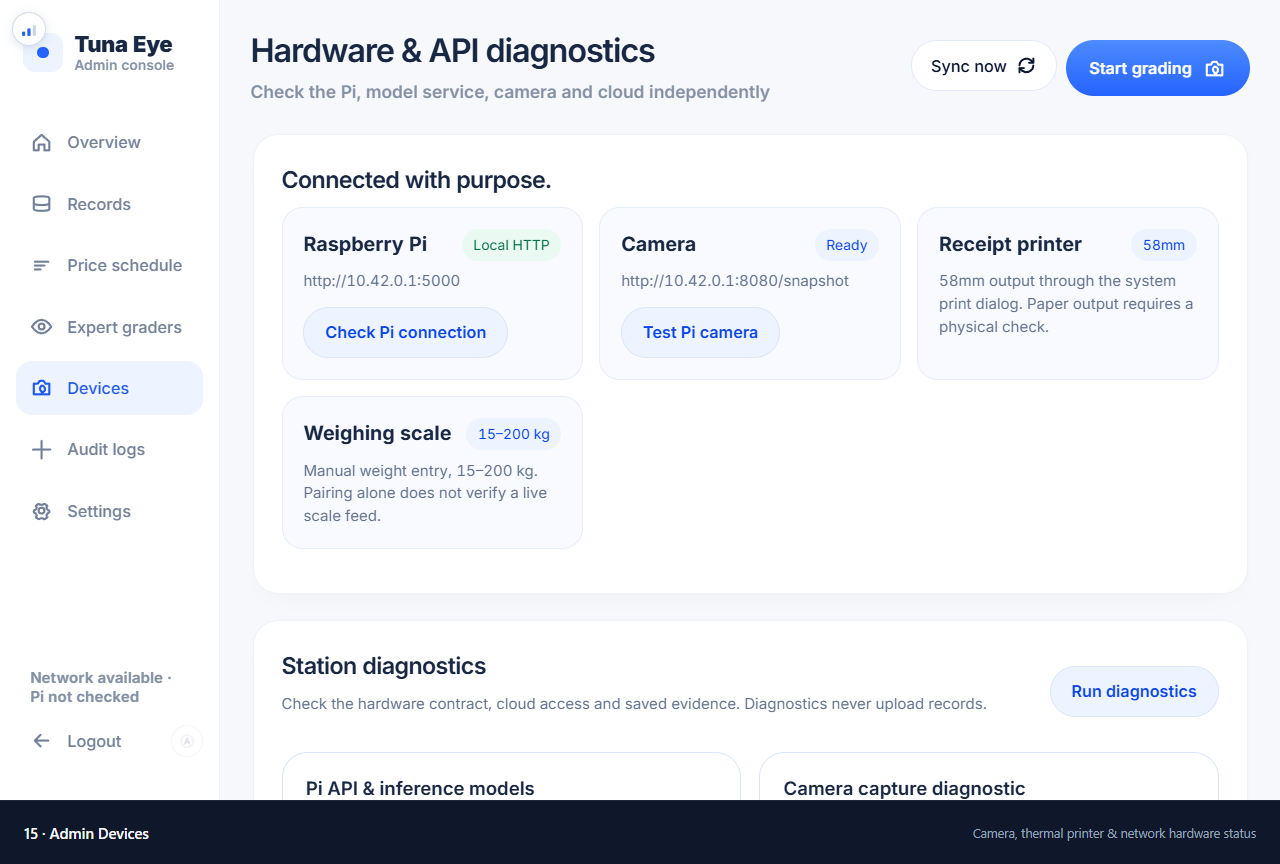 Tuna Eye
Admin console
Overview
Records
Price schedule
Expert graders
Devices
Audit logs
Settings
Network available ·
Pi not checked
Logout
Hardware & API diagnostics
Check the Pi, model service, camera and cloud independently
Sync now
Start grading
Connected with purpose.
Raspberry Pi
Local HTTP
http://10.42.0.1:5000
Check Pi connection
Camera
Ready
http://10.42.0.1:8080/snapshot
Test Pi camera
Receipt printer
58mm
58mm output through the system
print dialog. Paper output requires a
physical check.
Weighing scale
15–200 kg
Manual weight entry, 15–200 kg.
Pairing alone does not verify a live
scale feed.
Station diagnostics
Check the hardware contract, cloud access and saved evidence. Diagnostics never upload records.
Run diagnostics
Pi API & inference models
Camera capture diagnostic
15 · Admin Devices
Camera, thermal printer & network hardware status